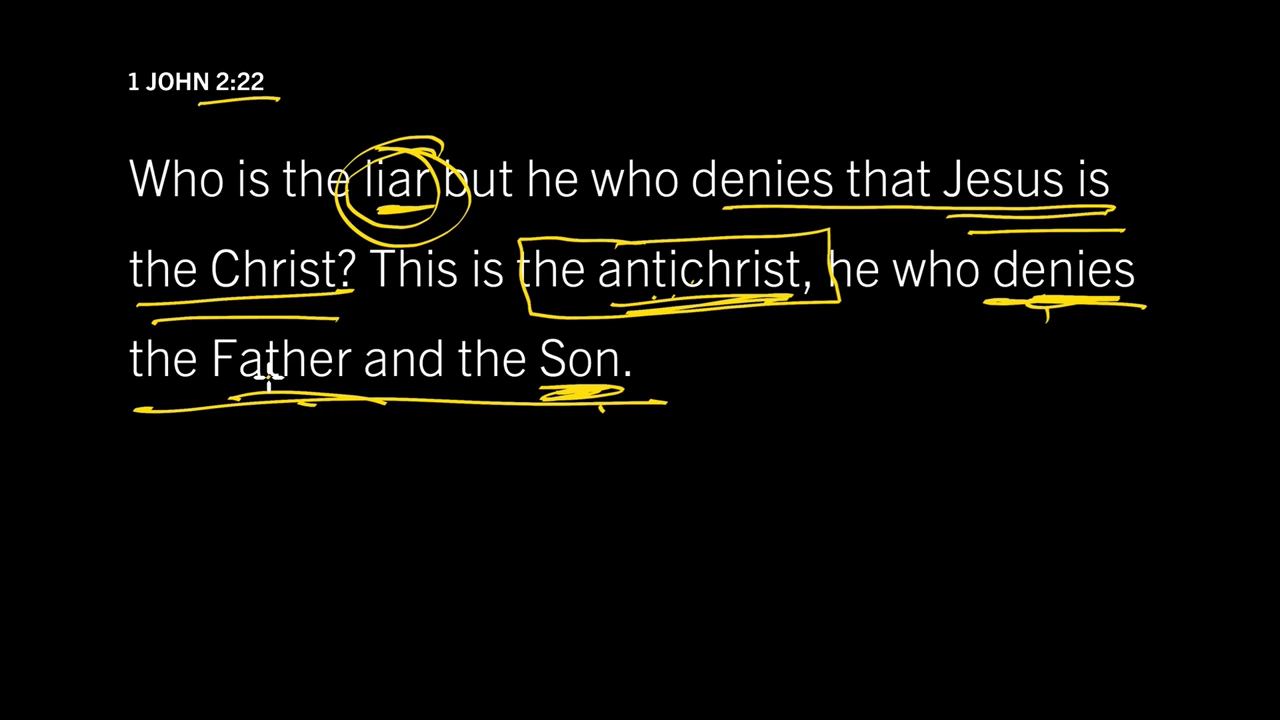 1 JOHN 2:22
Who is the liar but he who denies that Jesus is
the Christ? This is the antichrist, he who denies
the Father and the Son.